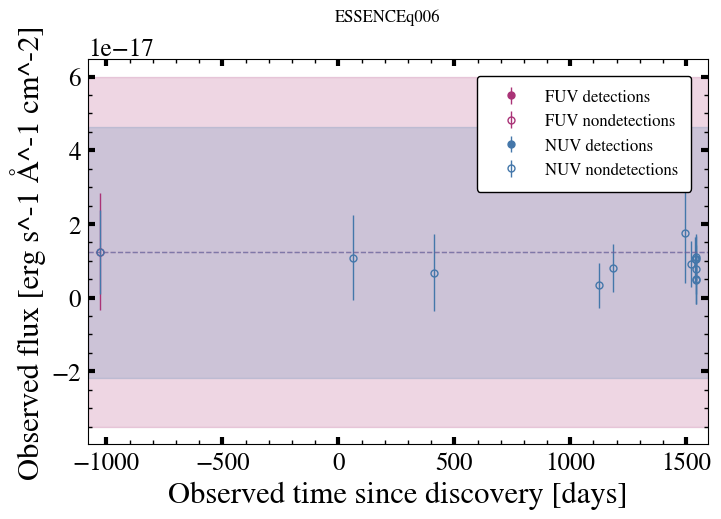 ESSENCEq006
1e−17
Observed flux [erg s^-1 Å^-1 cm^-2]
6
4
2
0
−2
FUV detections
FUV nondetections
NUV detections
NUV nondetections
−1000 −500 0 500 1000 1500
Observed time since discovery [days]